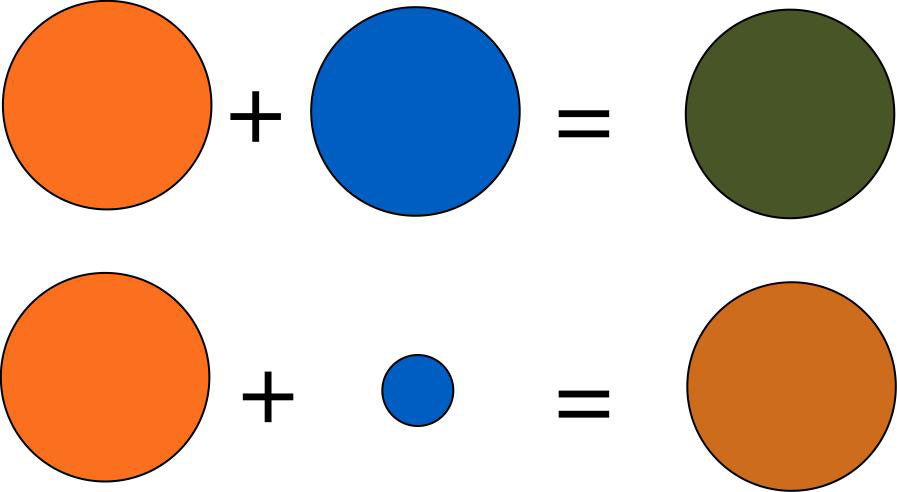 + =
+ =